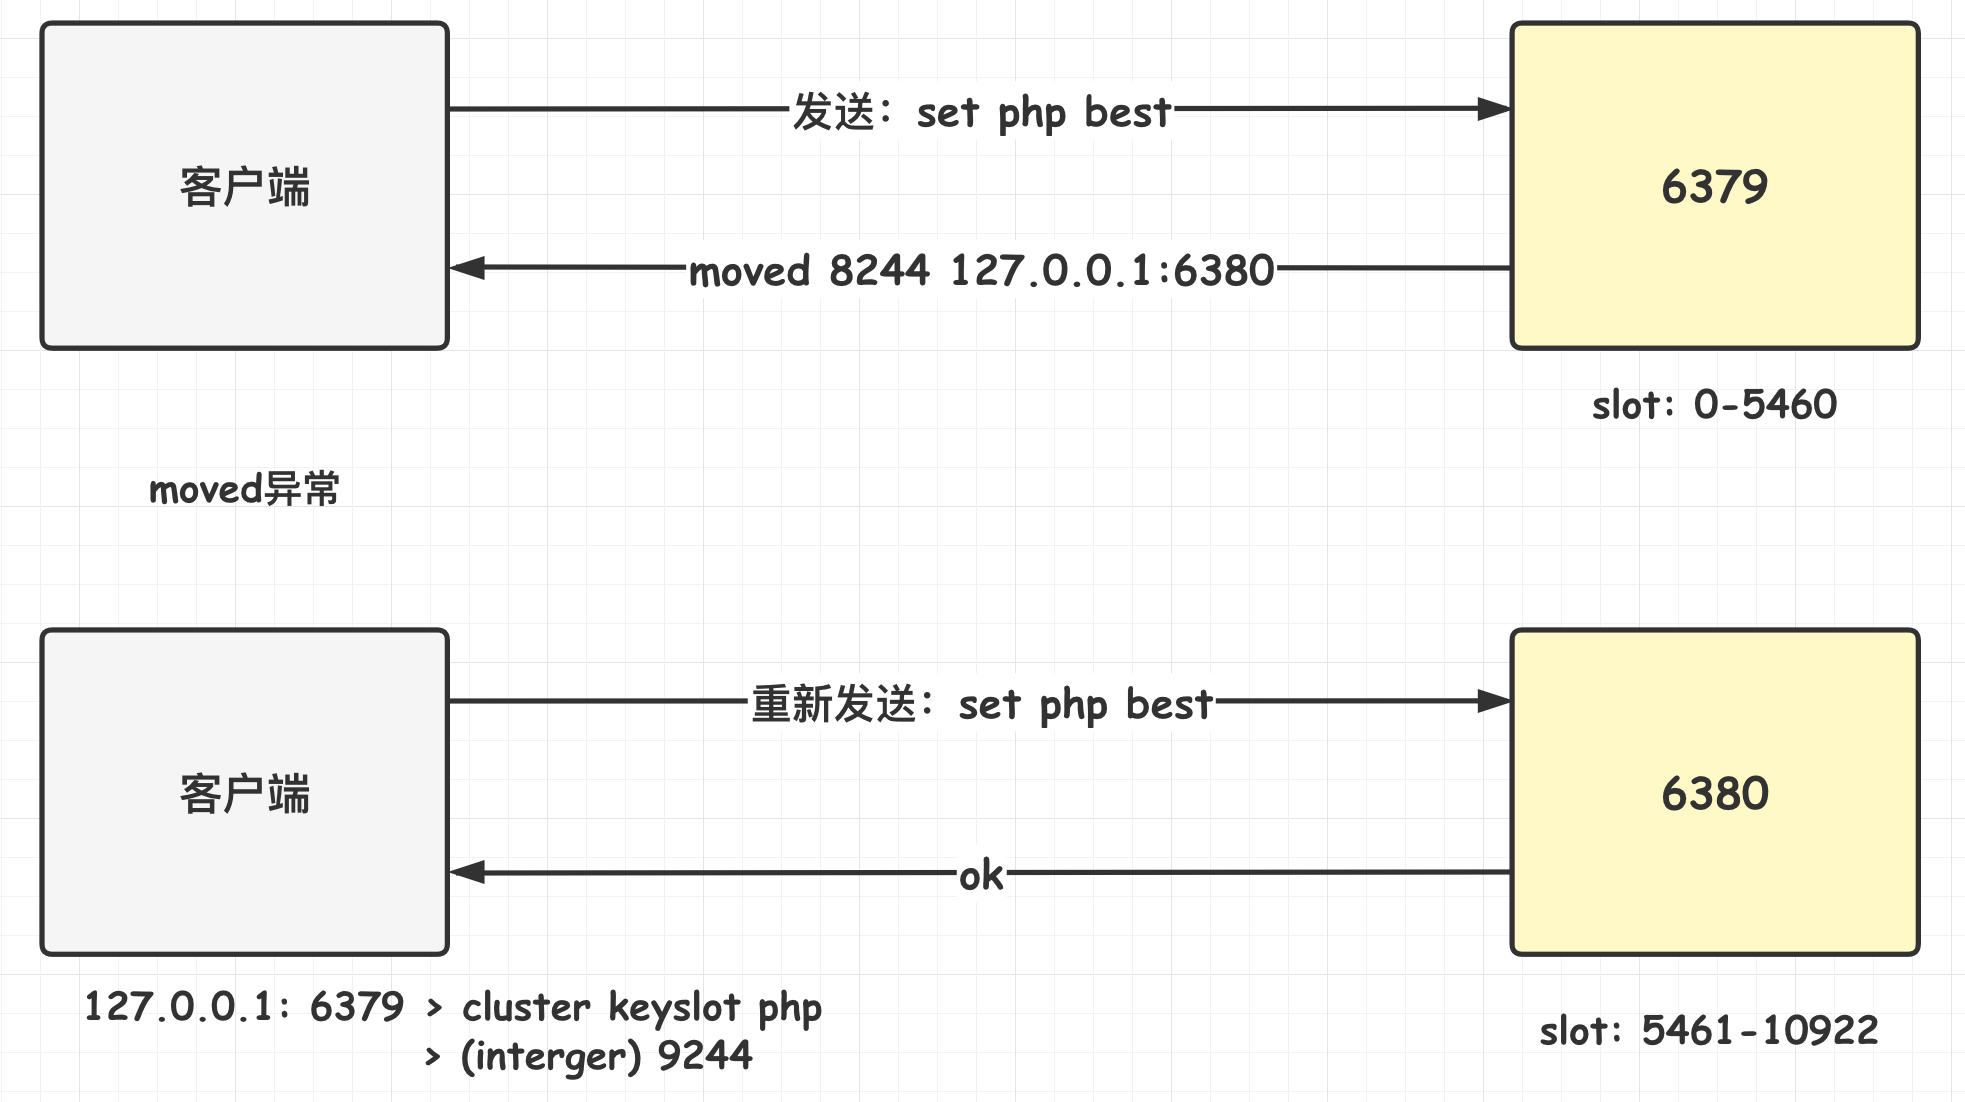 发送：set php best
客户端
6379
moved 8244 127.0.0.1:6380
slot: 0-5460
moved异常
重新发送：set php best
客户端
6380
ok
127.0.0.1: 6379 > cluster keyslot php
> (interger) 9244
slot: 5461-10922